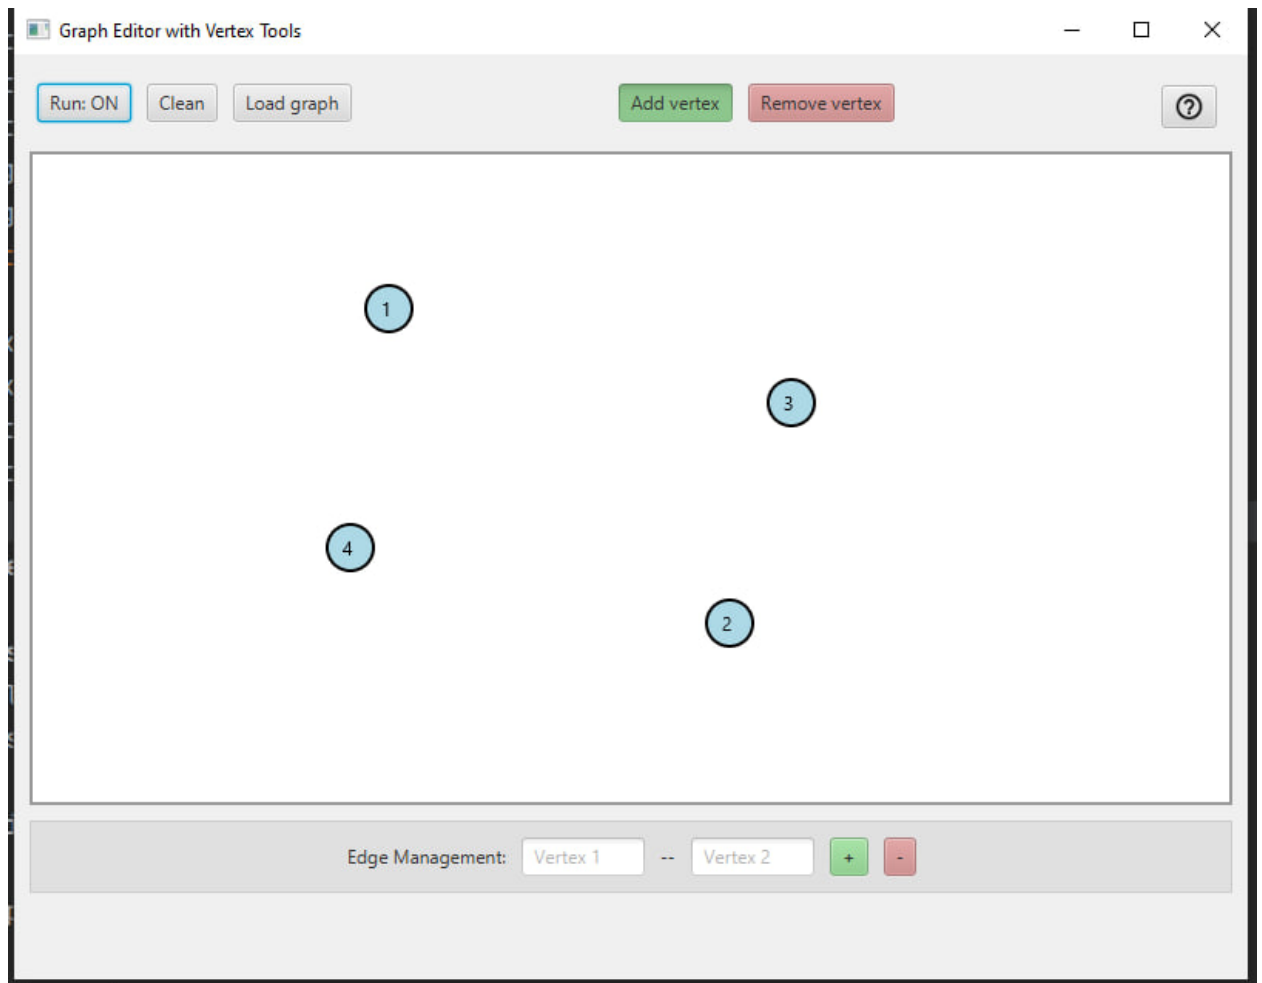 Graph Editor with Vertex Tools
Run: ON Clean Load graph Add vertex Remove vertex ?
1
3
4
2
Edge Management: Vertex 1 -- Vertex 2 + -